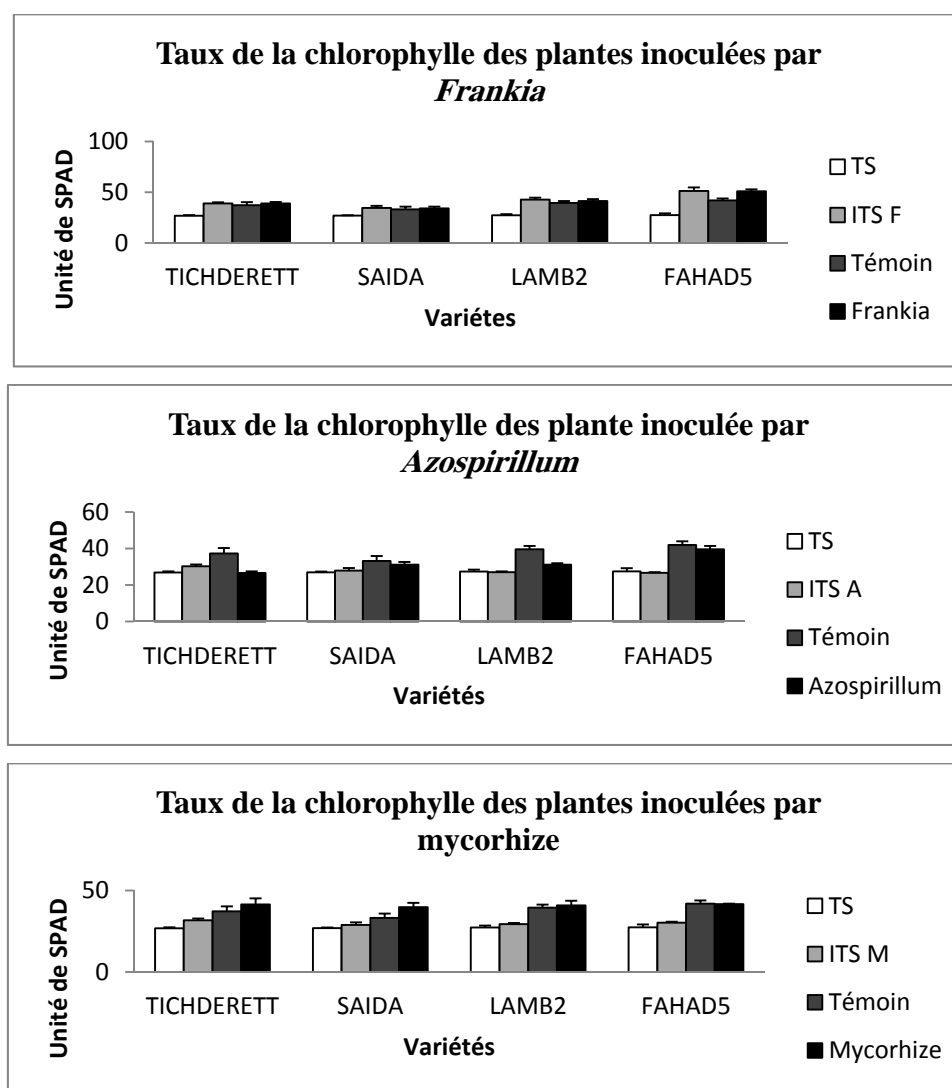 Taux de la chlorophylle des plantes inoculées par
Frankia
100
50
0
Unité de SPAD
TICHDERETT SAIDA LAMB2 FAHAD5
Variétes
TS
ITS F
Témoin
Frankia
Taux de la chlorophylle des plante inoculée par
Azospirillum
60
40
20
0
Unité de SPAD
TICHDERETT SAIDA LAMB2 FAHAD5
Variétés
TS
ITS A
Témoin
Azospirillum
Taux de la chlorophylle des plantes inoculées par
mycorhize
50
0
Unité de SPAD
TICHDERETT SAIDA LAMB2 FAHAD5
Variétés
TS
ITS M
Témoin
Mycorhize